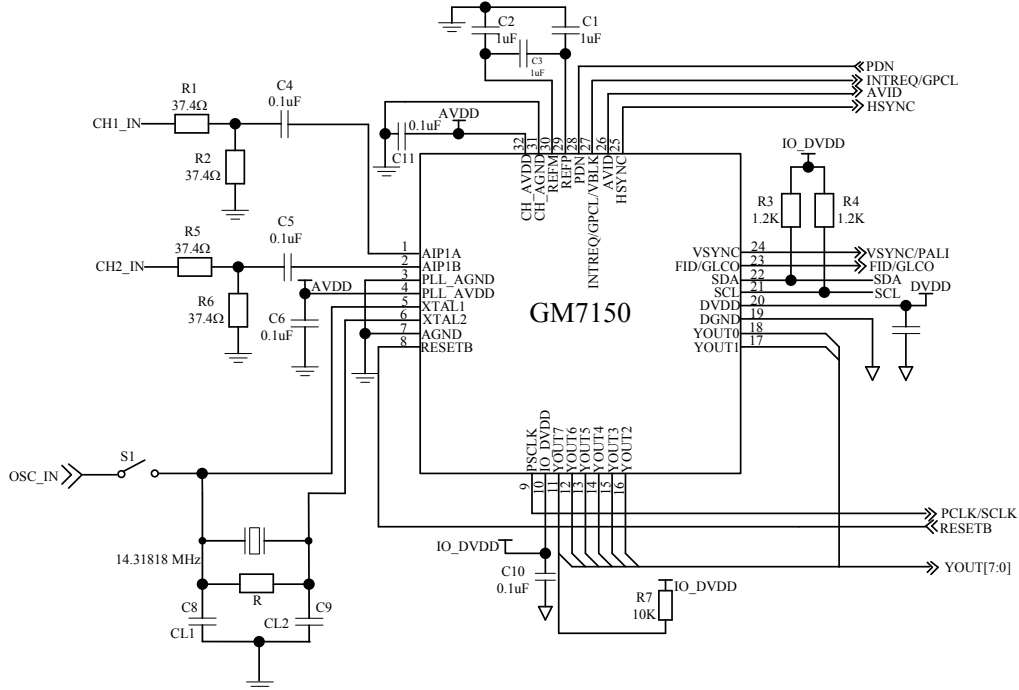 C2
1uF
C1
1uF
C3
1uF
PDN
INTREQ/GPCL
AVID
HSYNC
R1
37.4Ω
C4
0.1uF
CH1_IN
R2
37.4Ω
0.1uF
AVDD
C11
32
31
30
29
28
27
26
25
CH_AVDD
CH_AGND
REFM
REFP
PDN
INTREQ/GPCL/VBLK
AVID
HSYNC
IO_DVDD
R3
1.2K
R4
1.2K
R5
37.4Ω
C5
0.1uF
CH2_IN
R6
37.4Ω
AVDD
C6
0.1uF
1 AIP1A
2 AIP1B
3 PLL_AGND
4 PLL_AVDD
5 XTAL1
6 XTAL2
7 AGND
8 RESETB
GM7150
VSYNC 24 VSYNC/PALI
FID/GLCO 23 FID/GLCO
SDA 22 SDA
SCL 21 SCL
DVDD 20 DVDD
DGND 19
YOUT0 18
YOUT1 17
PSCLK
IO_DVDD
YOUT7
YOUT6
YOUT5
YOUT4
YOUT3
YOUT2
9
10
11
12
13
14
15
16
OSC_IN
S1
14.31818 MHz
R
C8
CL1
C9
CL2
PCLK/SCLK
RESETB
IO_DVDD
C10
0.1uF
YOUT[7:0]
IO_DVDD
R7
10K